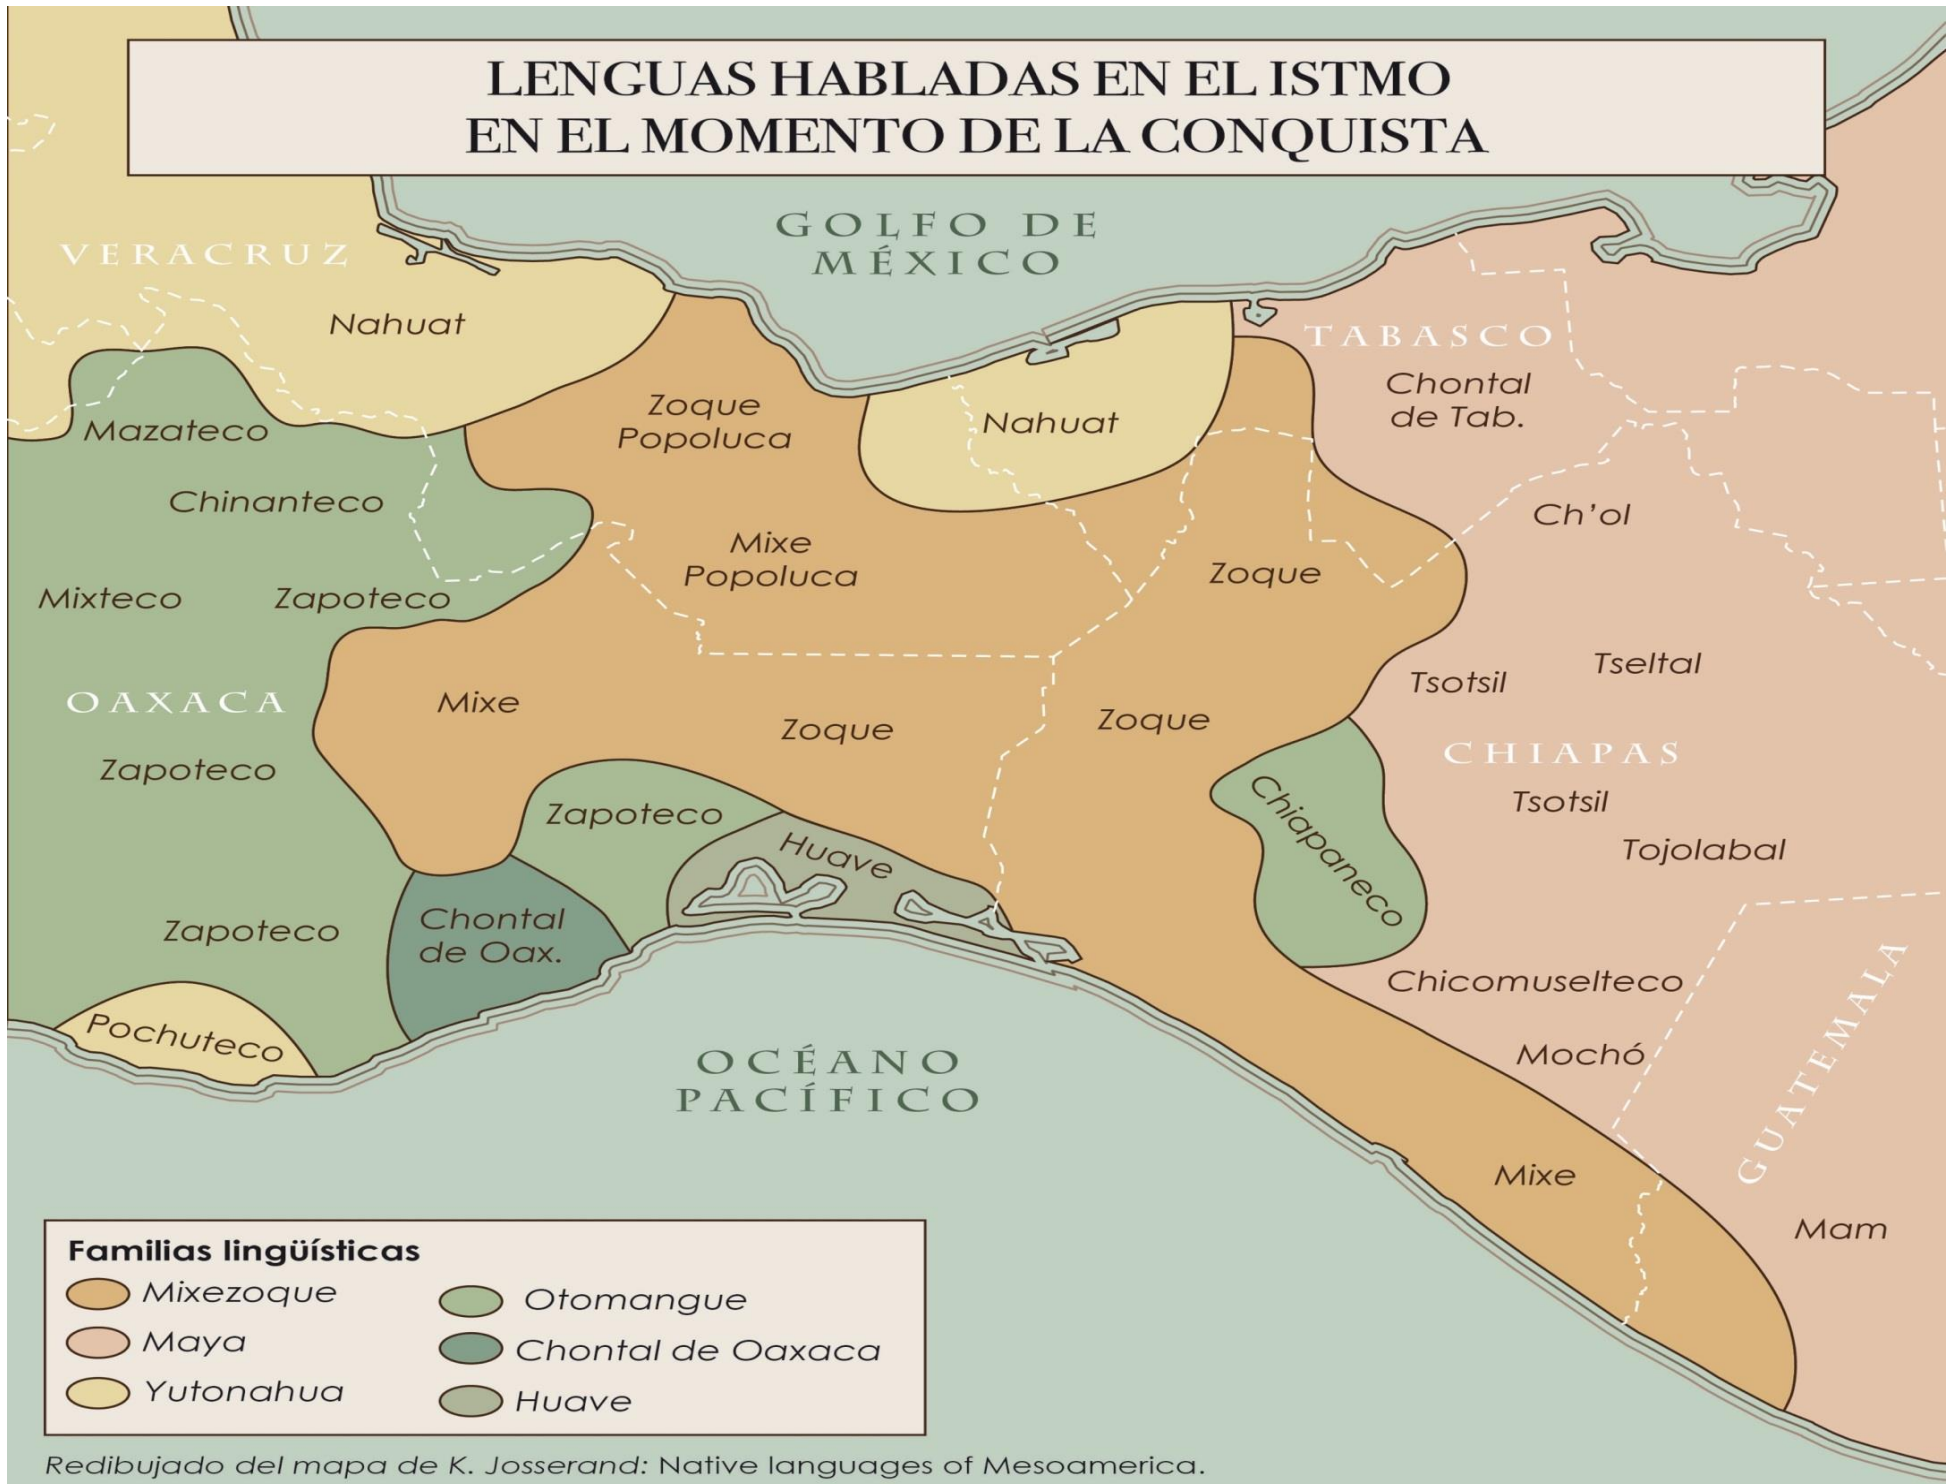 LENGUAS HABLADAS EN EL ISTMO
EN EL MOMENTO DE LA CONQUISTA
GOLFO DE
MÉXICO
VERACRUZ
Nahuat
TABASCO
Chontal
de Tab.
Zoque
Popoluca
Nahuat
Mazateco
Chinanteco
Ch’ol
Mixe
Popoluca
Zoque
Mixteco
Zapoteco
Tseltal
Tsotsil
OAXACA
Mixe
Zoque
Zoque
CHIAPAS
Zapoteco
Tsotsil
Zapoteco
Huave
Chiapaneco
Tojolabal
Zapoteco
Chontal
de Oax.
Chicomuselteco
Pochuteco
Mochó
GUATEMALA
OCÉANO
PACÍFICO
Mixe
Mam
Familias lingüísticas
Mixezoque
Maya
Yutonahua
Otomangue
Chontal de Oaxaca
Huave
Redibujado del mapa de K. Josserand: Native languages of Mesoamerica.